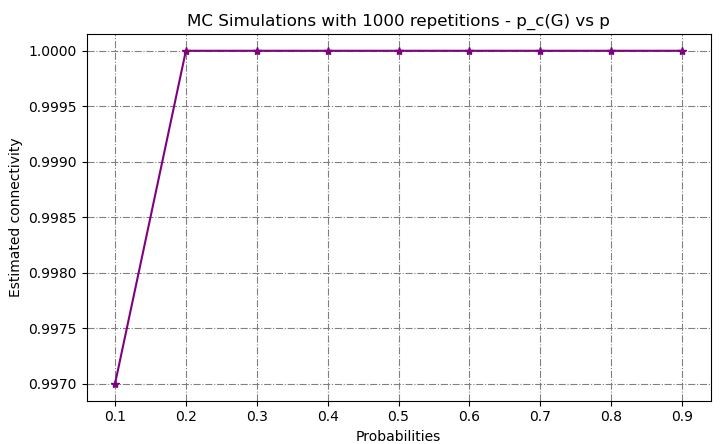 MC Simulations with 1000 repetitions - p_c(G) vs p
Estimated connectivity
1.0000
0.9995
0.9990
0.9985
0.9980
0.9975
0.9970
0.1 0.2 0.3 0.4 0.5 0.6 0.7 0.8 0.9
Probabilities